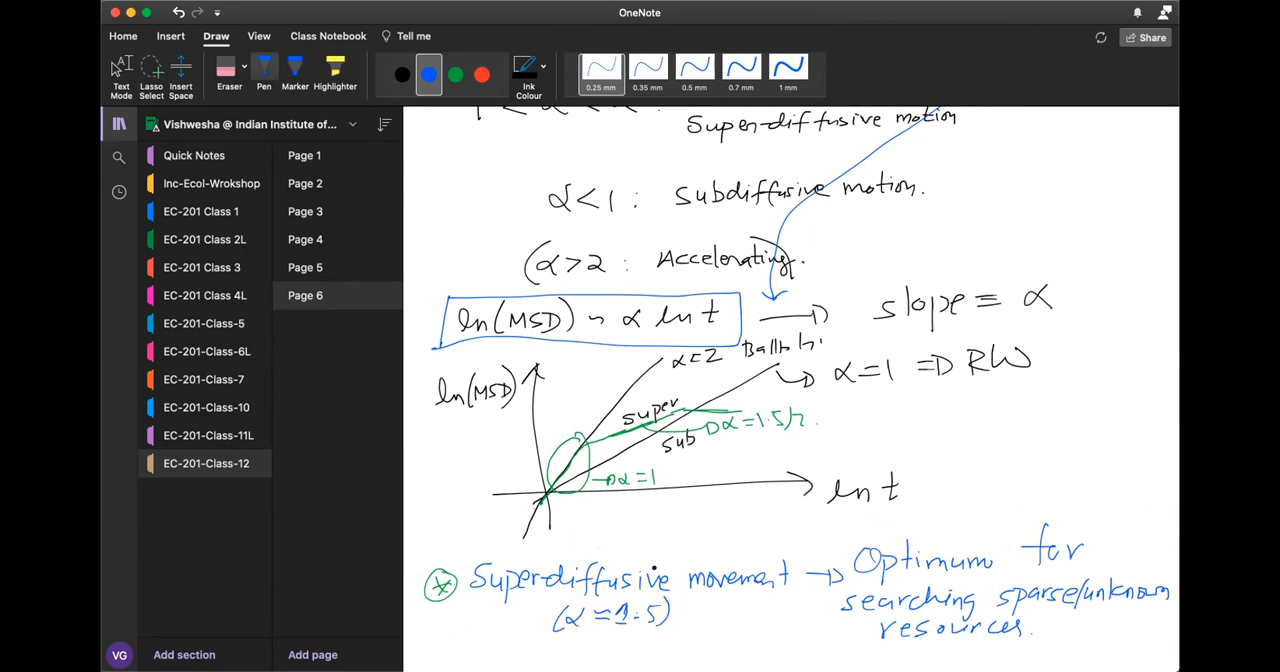 OneNote
Home Insert Draw View Class Notebook Tell me
Share
Text Mode
Lasso Select
Insert Space
Eraser
Pen
Marker
Highlighter
Ink Colour
0.25 mm 0.35 mm 0.5 mm 0.7 mm 1 mm
Vishwesha @ Indian Institute of...
Quick Notes
Inc-Ecol-Wrokshop
EC-201 Class 1
EC-201 Class 2L
EC-201 Class 3
EC-201 Class 4L
EC-201-Class-5
EC-201-Class-6L
EC-201-Class-7
EC-201-Class-10
EC-201-Class-11L
EC-201-Class-12
Page 1
Page 2
Page 3
Page 4
Page 5
Page 6
VG
Add section
Add page
Super-diffusive motion
α<1 : subdiffusive motion.
(α>2 : Accelerating).
ln(MSD) ~ α ln t → slope = α
α=2 Ballisti.
ln(MSD)
α=1 ⇒ RW
super
sub
α=1.5/2.
→α=1
ln t
Super-diffusive movement → Optimum for
(α ≈ 1.5)
searching sparse/unknown
resources.